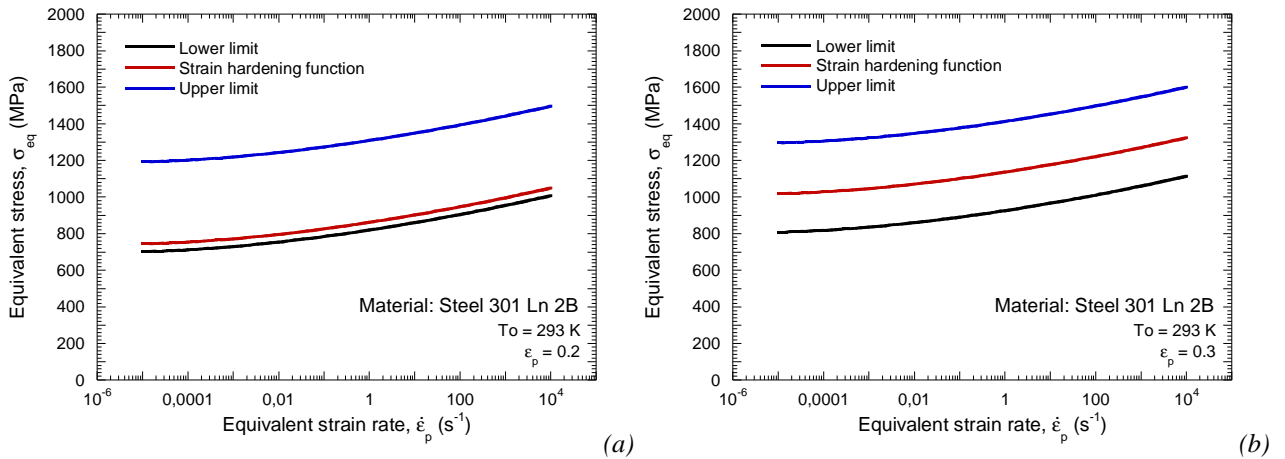 Equivalent stress, σeq (MPa)
2000
1800
1600
1400
1200
1000
800
600
400
200
0
Lower limit
Strain hardening function
Upper limit
Material: Steel 301 Ln 2B
To = 293 K
εp = 0.2
10-6 0,0001 0,01 1 100 104
Equivalent strain rate, ε̇p (s-1)
(a)
Equivalent stress, σeq (MPa)
2000
1800
1600
1400
1200
1000
800
600
400
200
0
Lower limit
Strain hardening function
Upper limit
Material: Steel 301 Ln 2B
To = 293 K
εp = 0.3
10-6 0,0001 0,01 1 100 104
Equivalent strain rate, ε̇p (s-1)
(b)